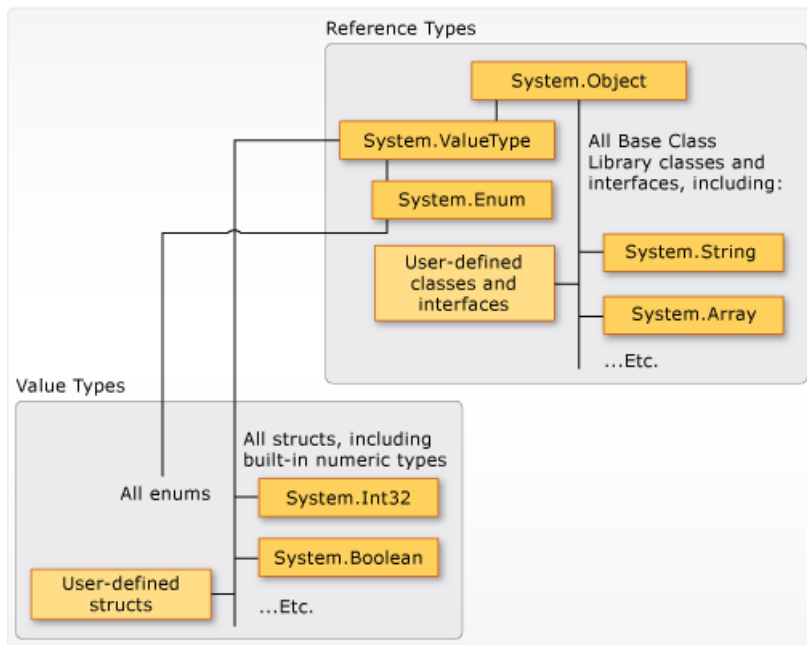 Reference Types
System.Object
System.ValueType
All Base Class
Library classes and
interfaces, including:
System.Enum
System.String
User-defined
classes and
interfaces
System.Array
...Etc.
Value Types
All structs, including
built-in numeric types
All enums
System.Int32
System.Boolean
User-defined
structs
...Etc.